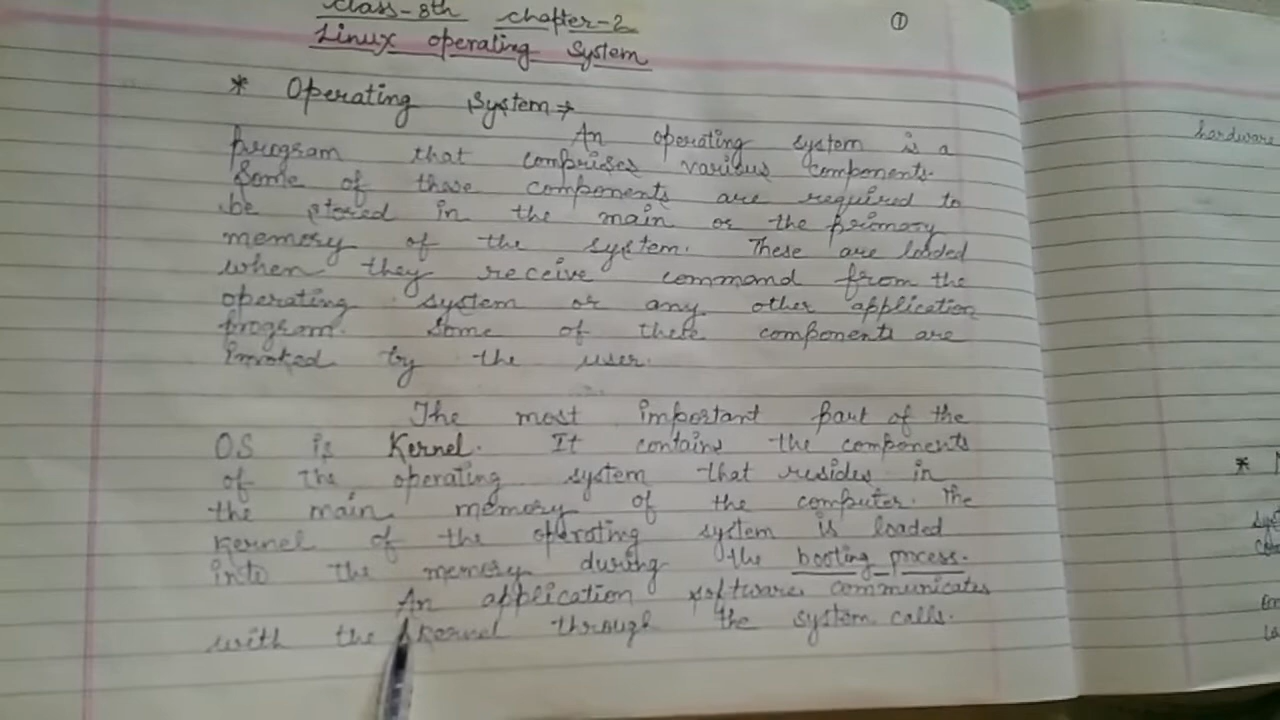 Class-8th Chapter-2
①
Linux operating System
* Operating System →
An operating system is a
program that comprises various components.
Some of these components are required to
be stored in the main or the primary
memory of the system. These are loaded
when they receive command from the
operating system or any other application
program. Some of these components are
invoked by the user.
The most important part of the
OS is Kernel. It contains the components
of the operating system that resides in
the main memory of the computer. The
kernel of the operating system is loaded
into the memory during the booting process.
An application software communicates
with the kernel through the system calls.
hardware
*